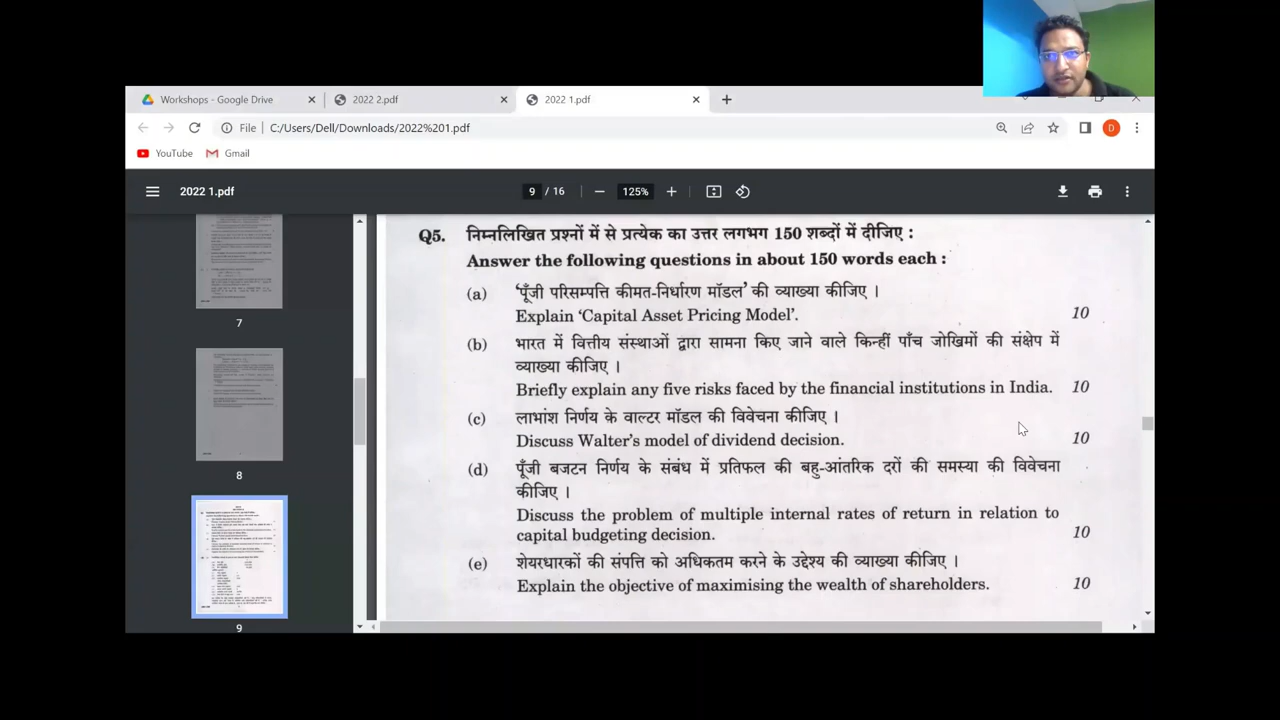 Workshops - Google Drive
2022 2.pdf
2022 1.pdf
File
C:/Users/Dell/Downloads/2022%201.pdf
D
YouTube
Gmail
2022 1.pdf
9 / 16
125%
7
8
9
Q5. निम्नलिखित प्रश्नों में से प्रत्येक का उत्तर लगभग 150 शब्दों में दीजिए :
Answer the following questions in about 150 words each :
(a) 'पूँजी परिसम्पत्ति कीमत-निर्धारण मॉडल' की व्याख्या कीजिए ।
Explain 'Capital Asset Pricing Model'. 10
(b) भारत में वित्तीय संस्थाओं द्वारा सामना किए जाने वाले किन्हीं पाँच जोखिमों की संक्षेप में
व्याख्या कीजिए ।
Briefly explain any five risks faced by the financial institutions in India. 10
(c) लाभांश निर्णय के वाल्टर मॉडल की विवेचना कीजिए ।
Discuss Walter's model of dividend decision. 10
(d) पूँजी बजटन निर्णय के संबंध में प्रतिफल की बहु-आंतरिक दरों की समस्या की विवेचना
कीजिए ।
Discuss the problem of multiple internal rates of return in relation to
capital budgeting decision. 10
(e) शेयरधारकों की संपत्ति को अधिकतम करने के उद्देश्य की व्याख्या कीजिए ।
Explain the objective of maximising the wealth of shareholders. 10